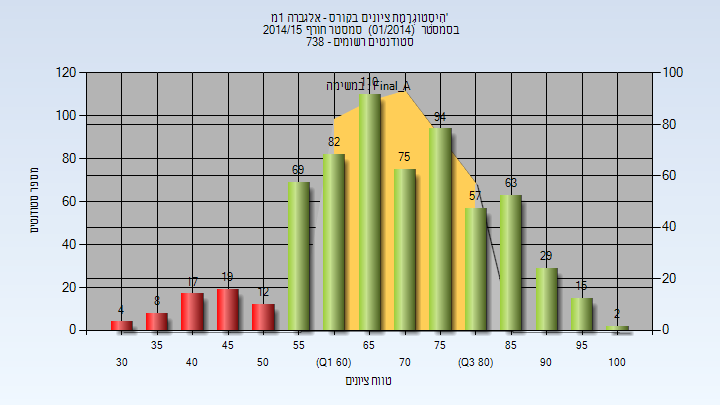 היסטוגרמת ציונים בקורס - אלגברה 1מ'
בסמסטר (01/2014) סמסטר חורף 2014/15
סטודנטים רשומים - 738
במשימה: Final_A
120 100 80 60 40 20 0
100 80 60 40 20 0
מספר סטודנטים
4 8 17 19 12 69 82 110 75 94 57 63 29 15 2
35 45 55 65 75 85 95
30 40 50 (Q1 60) 70 (Q3 80) 90 100
טווח ציונים